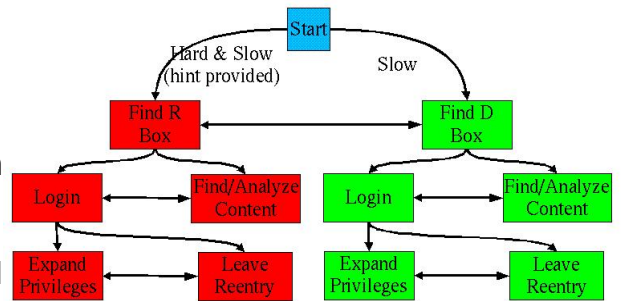 Start
Hard & Slow
(hint provided)
Slow
Find R
Box
Find D
Box
Login
Find/Analyze
Content
Login
Find/Analyze
Content
Expand
Privileges
Leave
Reentry
Expand
Privileges
Leave
Reentry